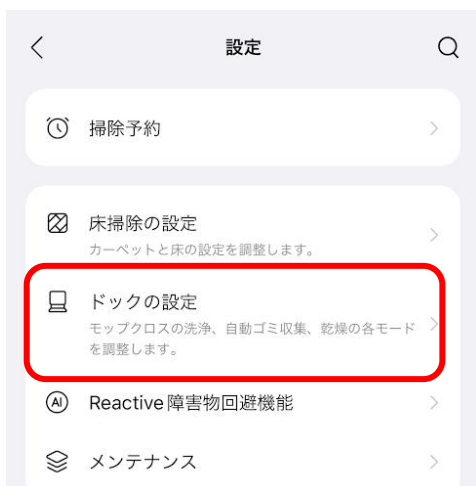 設定
掃除予約
床掃除の設定
カーペットと床の設定を調整します。
ドックの設定
モップクロスの洗浄、自動ゴミ収集、乾燥の各モード
を調整します。
AI
Reactive 障害物回避機能
メンテナンス